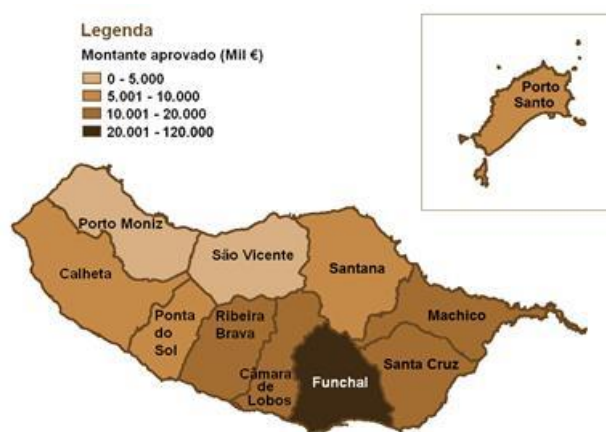 Legenda
Montante aprovado (Mil €)
0 - 5.000
5.001 - 10.000
10.001 - 20.000
20.001 - 120.000
Porto
Santo
Porto Moniz
São Vicente
Santana
Calheta
Ponta
do
Sol
Ribeira
Brava
Machico
Câmara
de
Lobos
Funchal
Santa Cruz